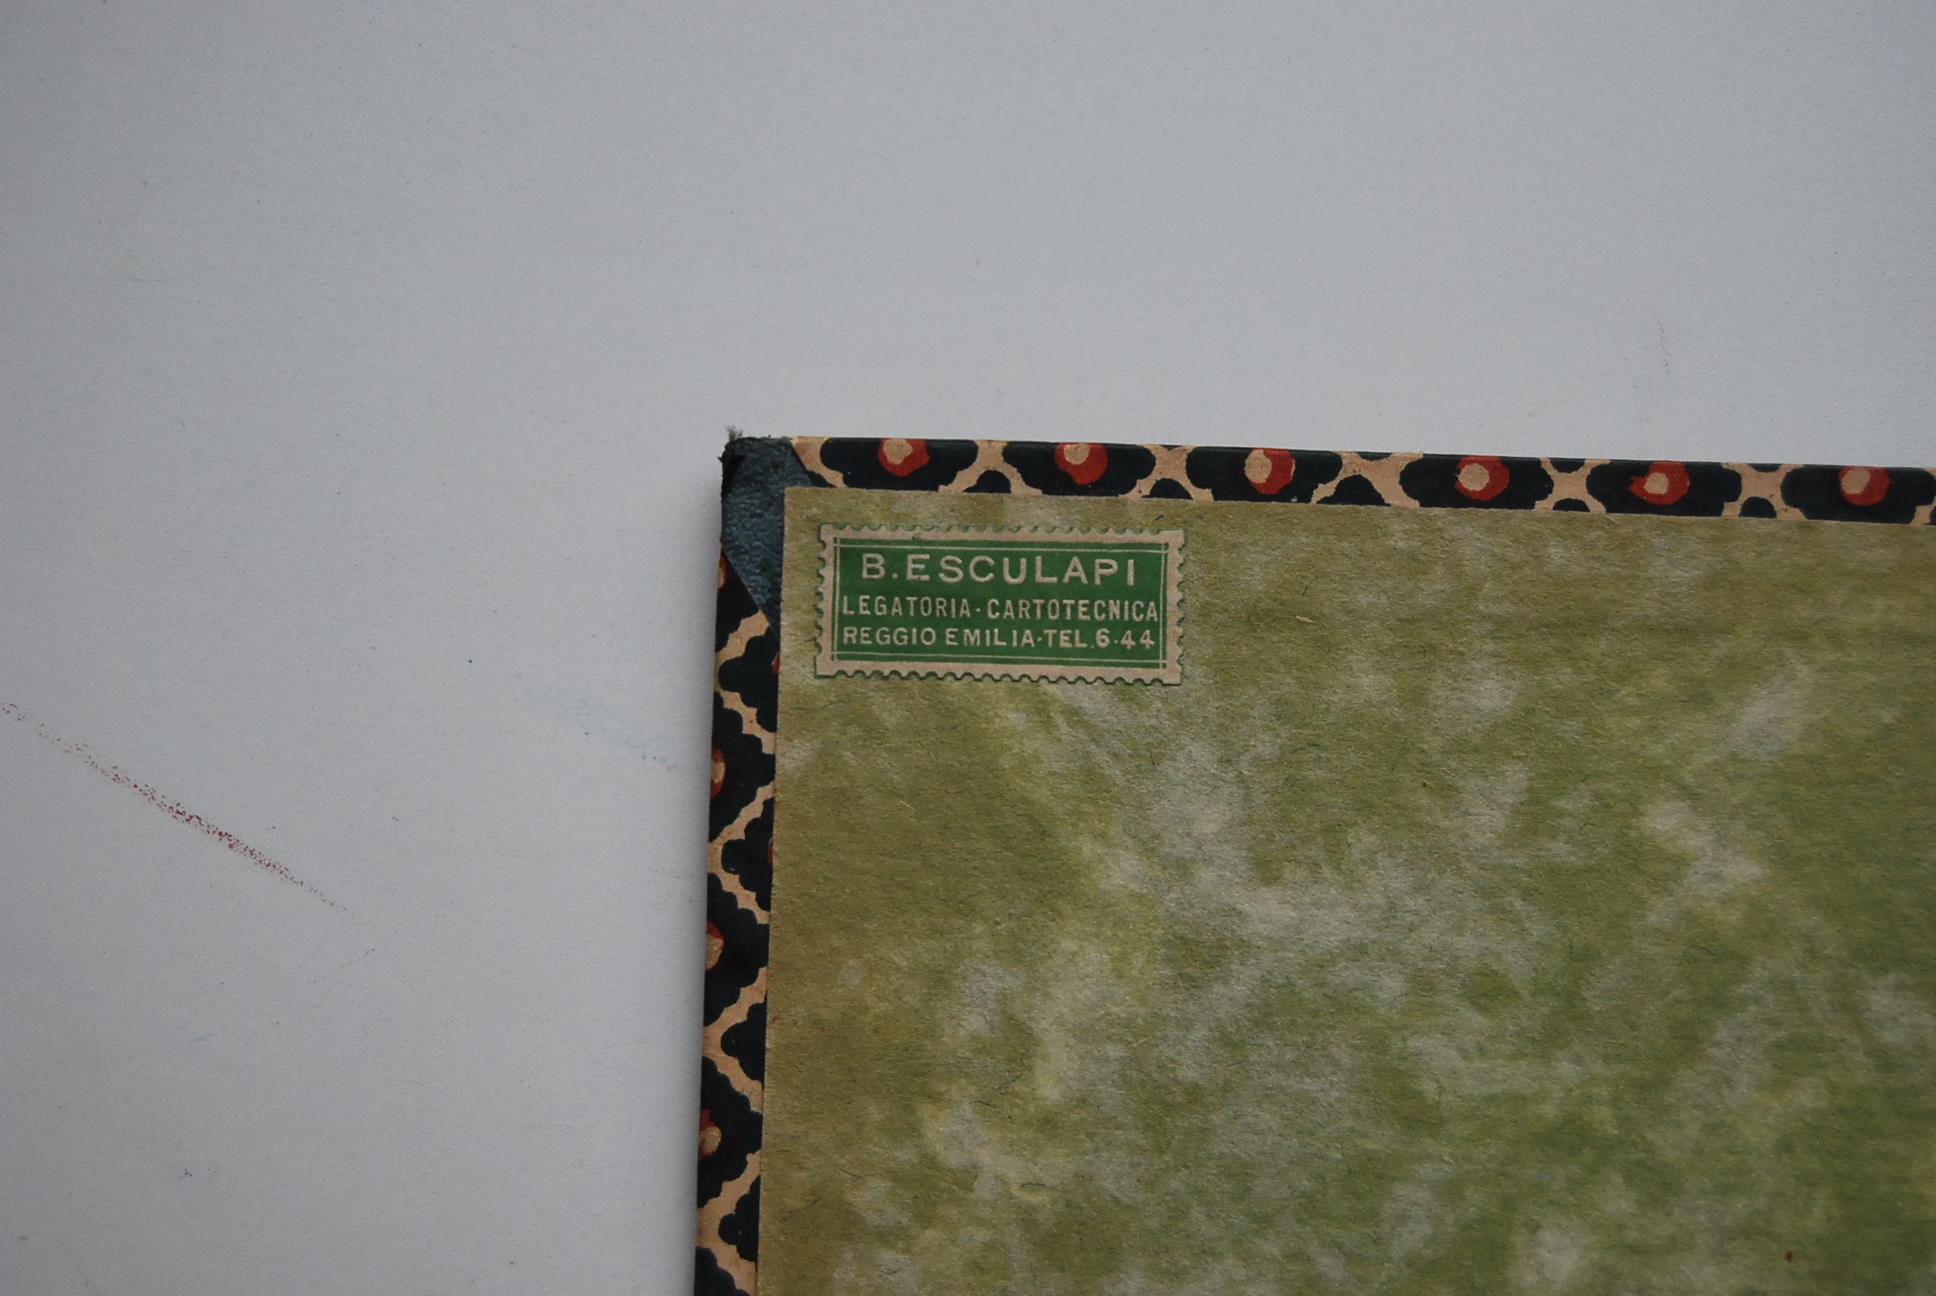 B. ESCULAPI
LEGATORIA·CARTOTECNICA
REGGIO EMILIA·TEL. 6·44